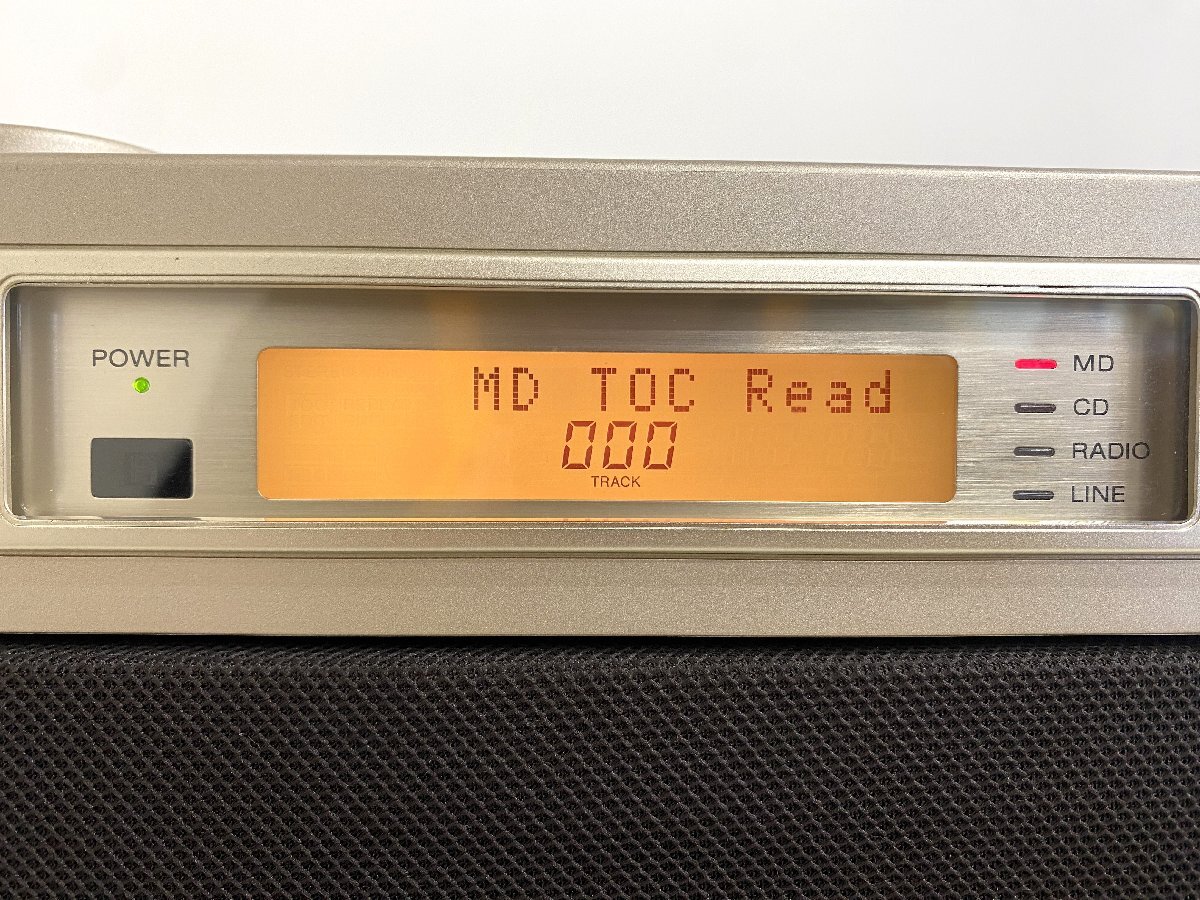 POWER
MD TOC Read
000
TRACK
MD
CD
RADIO
LINE